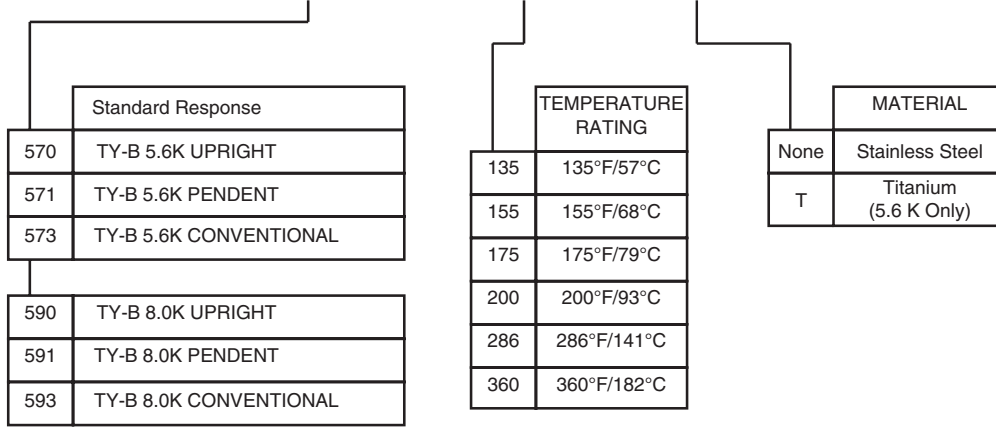 Standard Response
570 TY-B 5.6K UPRIGHT
571 TY-B 5.6K PENDENT
573 TY-B 5.6K CONVENTIONAL
590 TY-B 8.0K UPRIGHT
591 TY-B 8.0K PENDENT
593 TY-B 8.0K CONVENTIONAL
TEMPERATURE
RATING
135 135°F/57°C
155 155°F/68°C
175 175°F/79°C
200 200°F/93°C
286 286°F/141°C
360 360°F/182°C
MATERIAL
None Stainless Steel
T Titanium
(5.6 K Only)